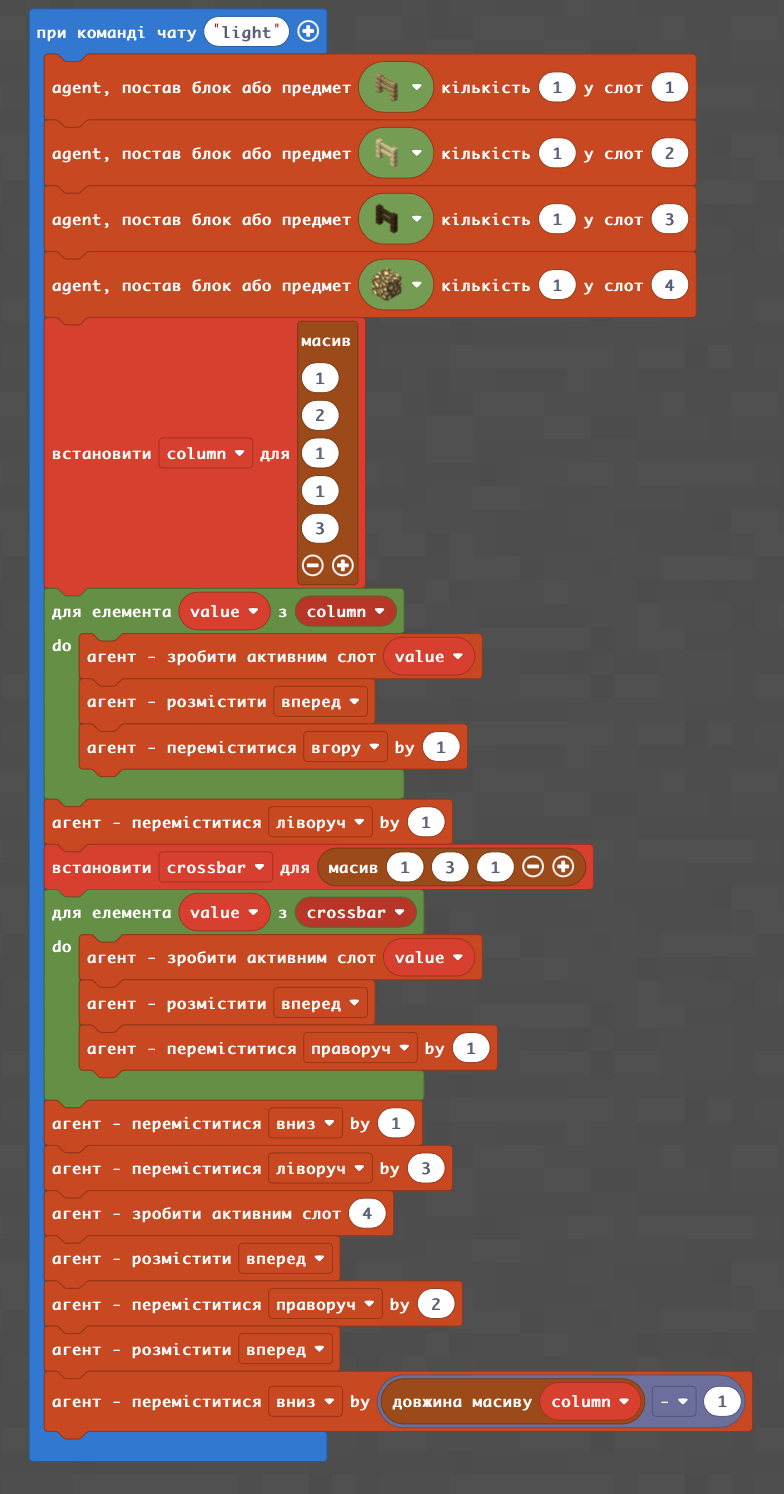 при команді чату "light"
agent, постав блок або предмет кількість 1 у слот 1
agent, постав блок або предмет кількість 1 у слот 2
agent, постав блок або предмет кількість 1 у слот 3
agent, постав блок або предмет кількість 1 у слот 4
масив
1
2
встановити column для 1
1
3
для елемента value з column
do
агент - зробити активним слот value
агент - розмістити вперед
агент - переміститися вгору by 1
агент - переміститися ліворуч by 1
встановити crossbar для масив 1 3 1
для елемента value з crossbar
do
агент - зробити активним слот value
агент - розмістити вперед
агент - переміститися праворуч by 1
агент - переміститися вниз by 1
агент - переміститися ліворуч by 3
агент - зробити активним слот 4
агент - розмістити вперед
агент - переміститися праворуч by 2
агент - розмістити вперед
агент - переміститися вниз by довжина масиву column - 1